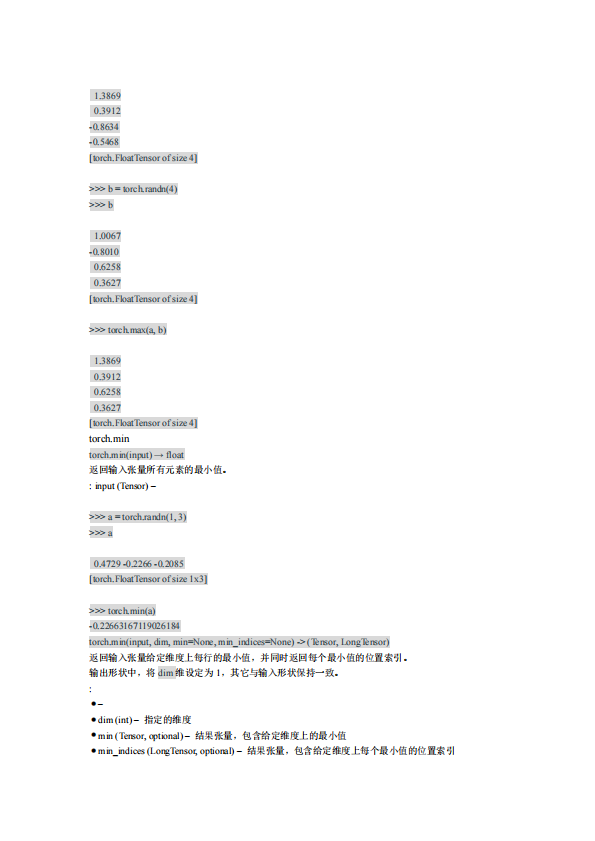 1.3869
0.3912
-0.8634
-0.5468
[torch.FloatTensor of size 4]
>>> b = torch.randn(4)
>>> b
1.0067
-0.8010
0.6258
0.3627
[torch.FloatTensor of size 4]
>>> torch.max(a, b)
1.3869
0.3912
0.6258
0.3627
[torch.FloatTensor of size 4]
torch.min
torch.min(input) → float
返回输入张量所有元素的最小值。
: input (Tensor) –
>>> a = torch.randn(1, 3)
>>> a
0.4729 -0.2266 -0.2085
[torch.FloatTensor of size 1x3]
>>> torch.min(a)
-0.22663167119026184
torch.min(input, dim, min=None, min_indices=None) -> (Tensor, LongTensor)
返回输入张量给定维度上每行的最小值，并同时返回每个最小值的位置索引。
输出形状中，将 dim 维设定为 1，其它与输入形状保持一致。
:
● –
● dim (int) – 指定的维度
● min (Tensor, optional) – 结果张量，包含给定维度上的最小值
● min_indices (LongTensor, optional) – 结果张量，包含给定维度上每个最小值的位置索引